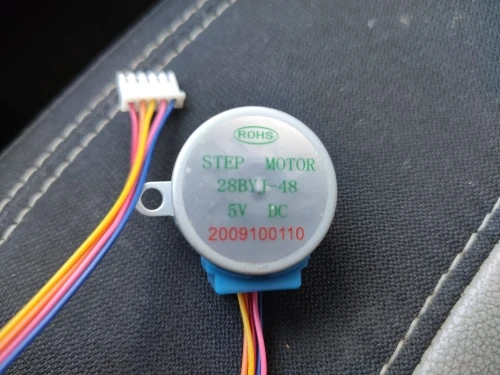 ROHS
STEP MOTOR
28BYJ-48
5V DC
2009100110